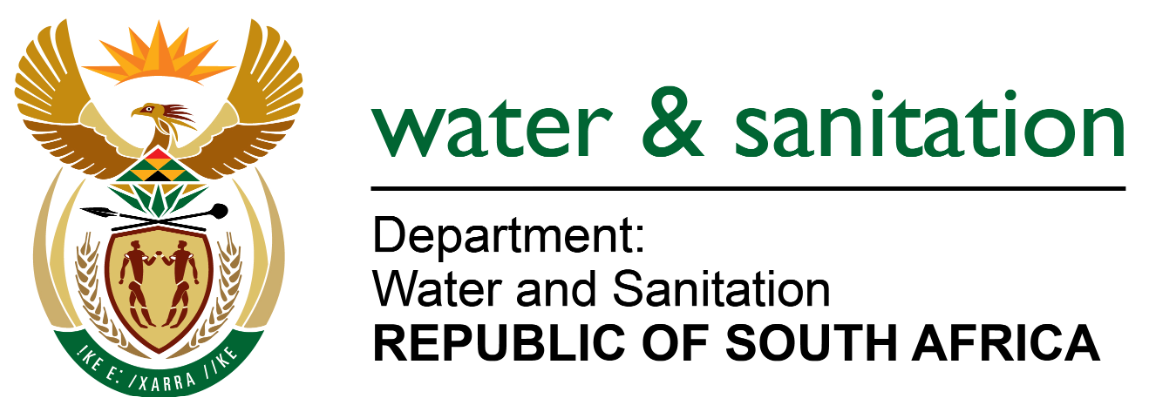 water & sanitation
Department:
Water and Sanitation
REPUBLIC OF SOUTH AFRICA
!KE E: /XARRA //KE